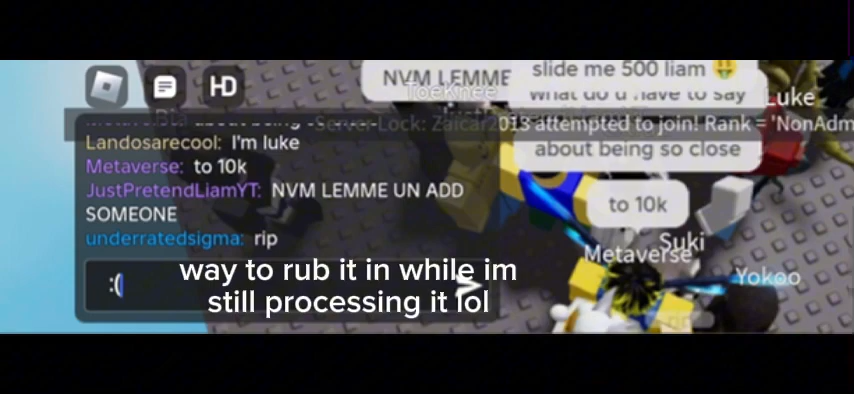 HD
NVM LEMME
slide me 500 liam 🤑
what do u have to say
ToeKnee
Luke
Server-Lock: Zaicar2013 attempted to join! Rank = 'NonAdm
about being so close
Landosarecool: I'm luke
Metaverse: to 10k
JustPretendLiamYT: NVM LEMME UN ADD
SOMEONE
underratedsigma: rip
to 10k
Suki
Metaverse
Yokoo
:(
way to rub it in while im
still processing it lol